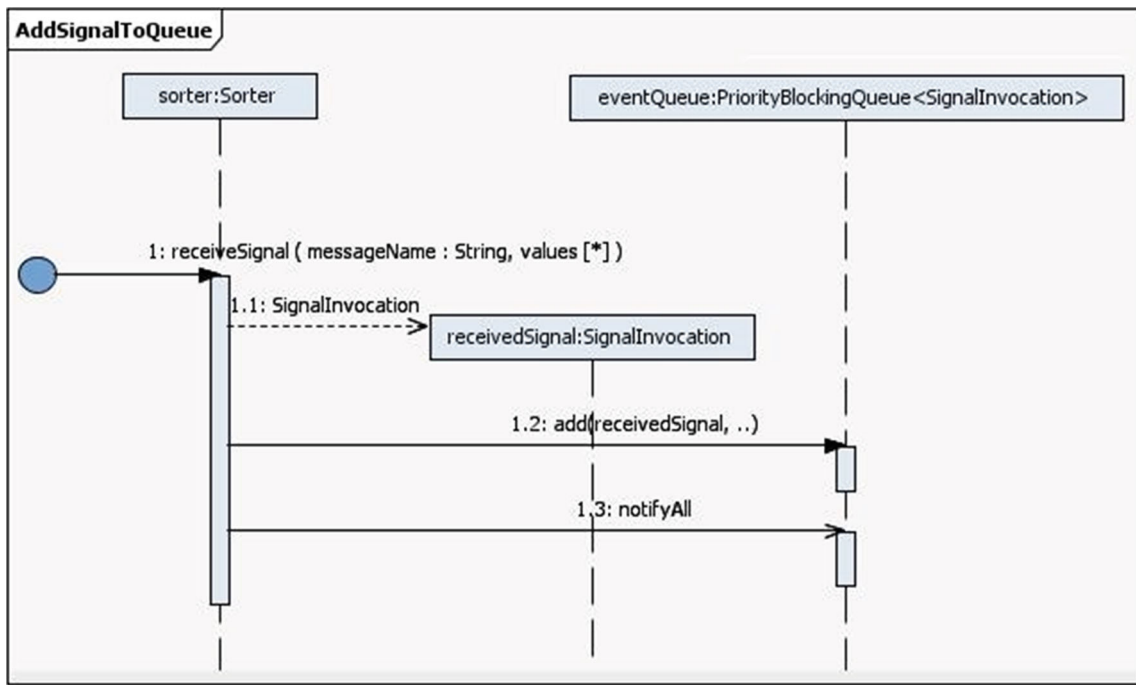 AddSignalToQueue
sorter:Sorter
eventQueue:PriorityBlockingQueue<SignalInvocation>
1: receiveSignal ( messageName : String, values [*] )
1.1: SignalInvocation
receivedSignal:SignalInvocation
1.2: add(receivedSignal, ..)
1.3: notifyAll